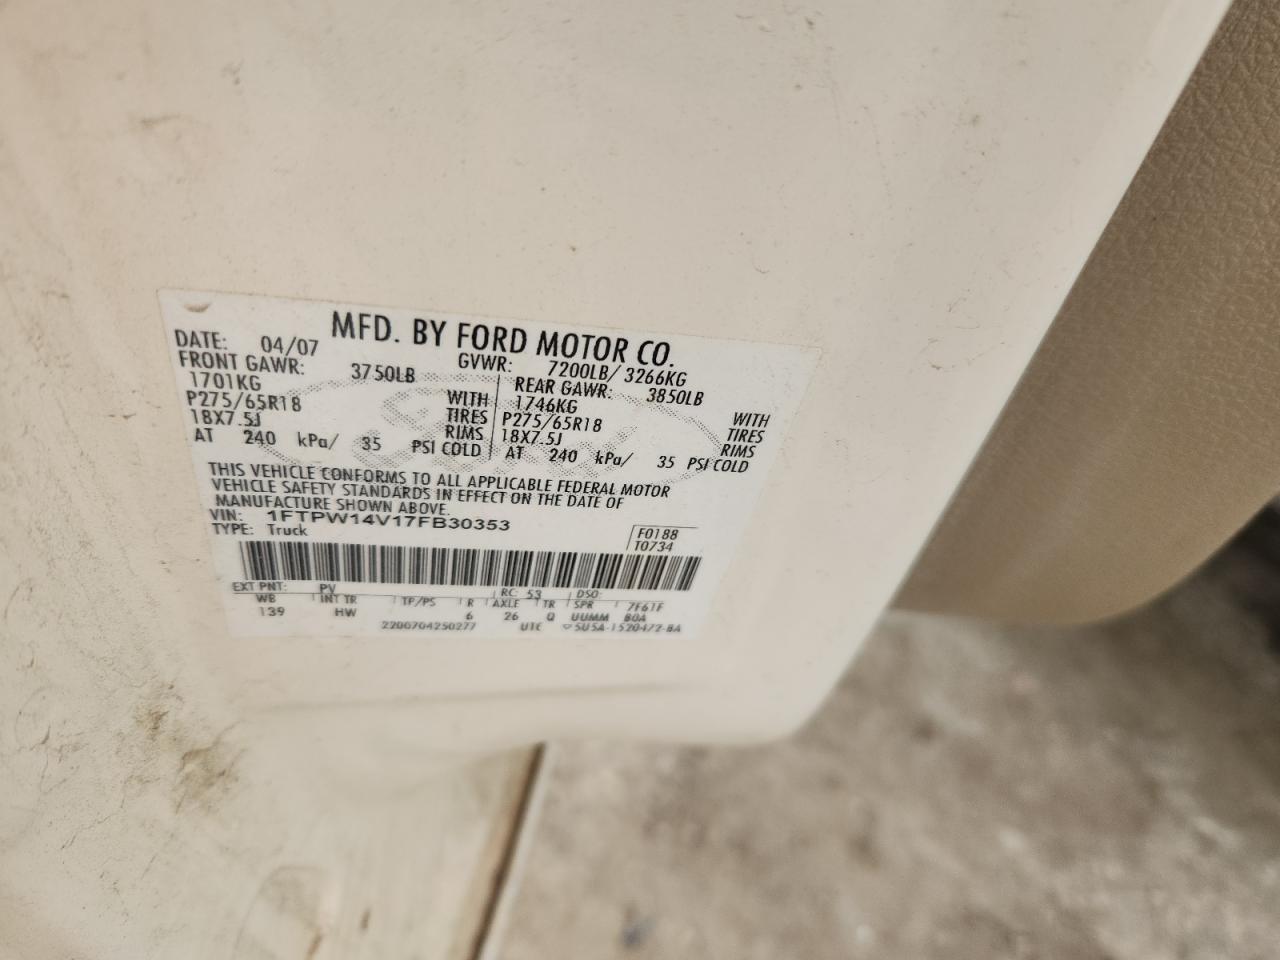 MFD. BY FORD MOTOR CO.
DATE: 04/07 GVWR: 7200LB/ 3266KG
FRONT GAWR: 3750LB REAR GAWR: 3850LB
1701KG WITH 1746KG WITH
P275/65R18 TIRES P275/65R18 TIRES
18X7.5J RIMS 18X7.5J RIMS
AT 240 kPa/ 35 PSI COLD AT 240 kPa/ 35 PSI COLD
THIS VEHICLE CONFORMS TO ALL APPLICABLE FEDERAL MOTOR
VEHICLE SAFETY STANDARDS IN EFFECT ON THE DATE OF
MANUFACTURE SHOWN ABOVE.
VIN: 1FTPW14V17FB30353 F0188
TYPE: Truck T0734
EXT PNT: PV RC: 53 DSO:
WB INT TR TP/PS R AXLE TR SPR 7F61F
139 HW 6 26 Q UUMM BOA
2200704250277 UTC ▽5U5A-1520472-BA